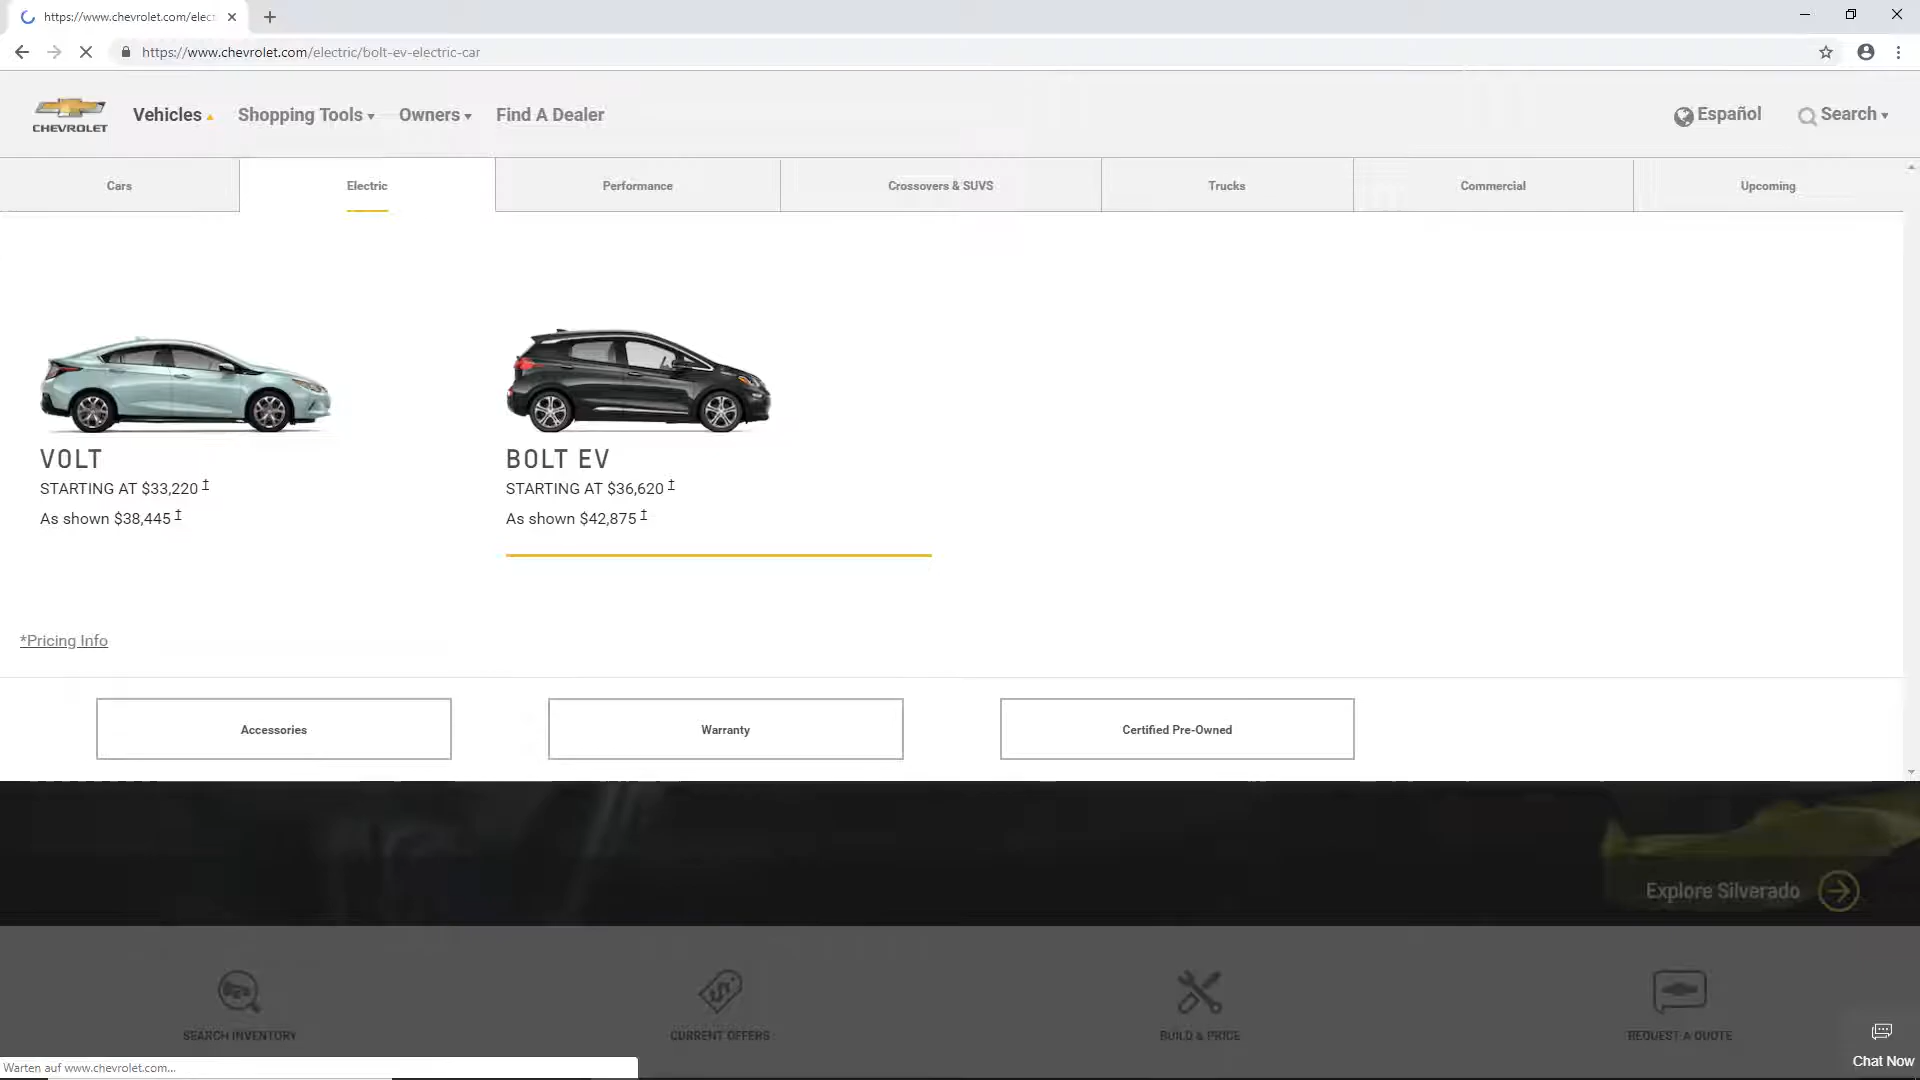 https://www.chevrolet.com/elect
https://www.chevrolet.com/electric/bolt-ev-electric-car
CHEVROLET
Vehicles
Shopping Tools
Owners
Find A Dealer
Español
Search
Cars
Electric
Performance
Crossovers & SUVS
Trucks
Commercial
Upcoming
VOLT
STARTING AT $33,220 †
As shown $38,445 †
BOLT EV
STARTING AT $36,620 †
As shown $42,875 †
*Pricing Info
Accessories
Warranty
Certified Pre-Owned
Explore Silverado
SEARCH INVENTORY
CURRENT OFFERS
BUILD & PRICE
REQUEST A QUOTE
Chat Now
Warten auf www.chevrolet.com...